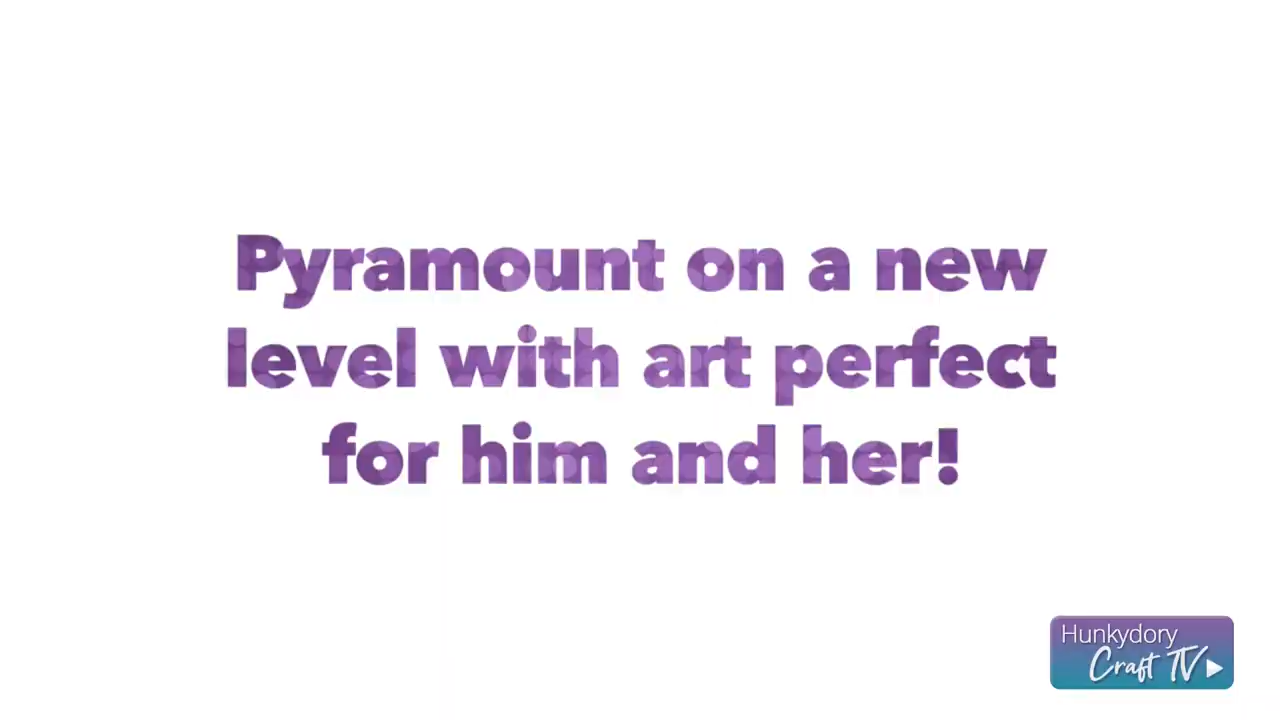 Pyramount on a new
level with art perfect
for him and her!
Hunkydory
Craft TV